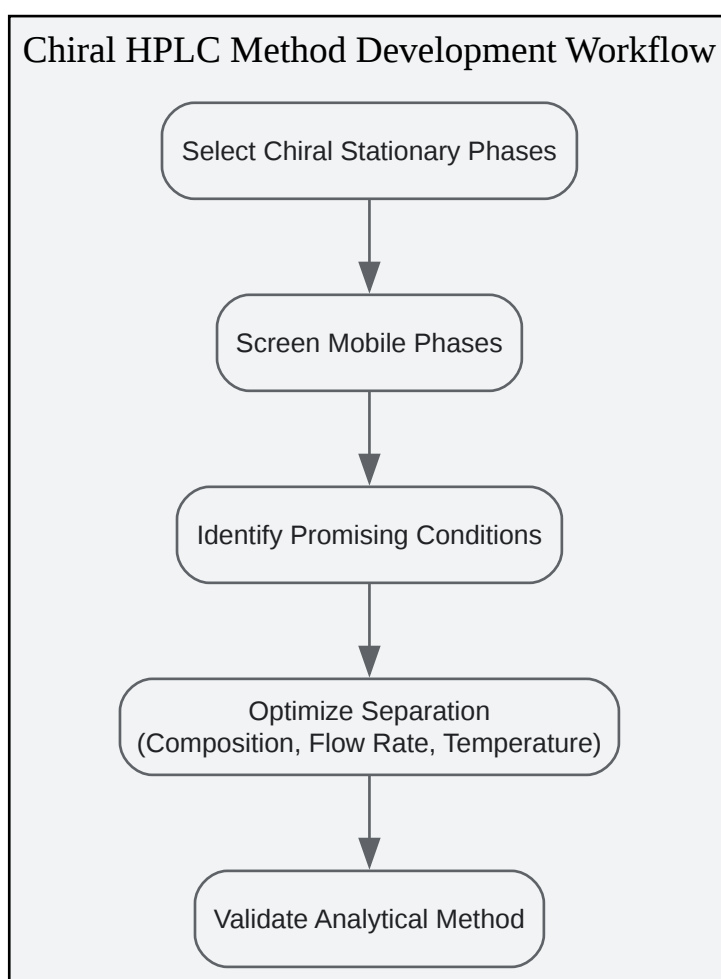 Chiral HPLC Method Development Workflow
Select Chiral Stationary Phases
Screen Mobile Phases
Identify Promising Conditions
Optimize Separation
(Composition, Flow Rate, Temperature)
Validate Analytical Method